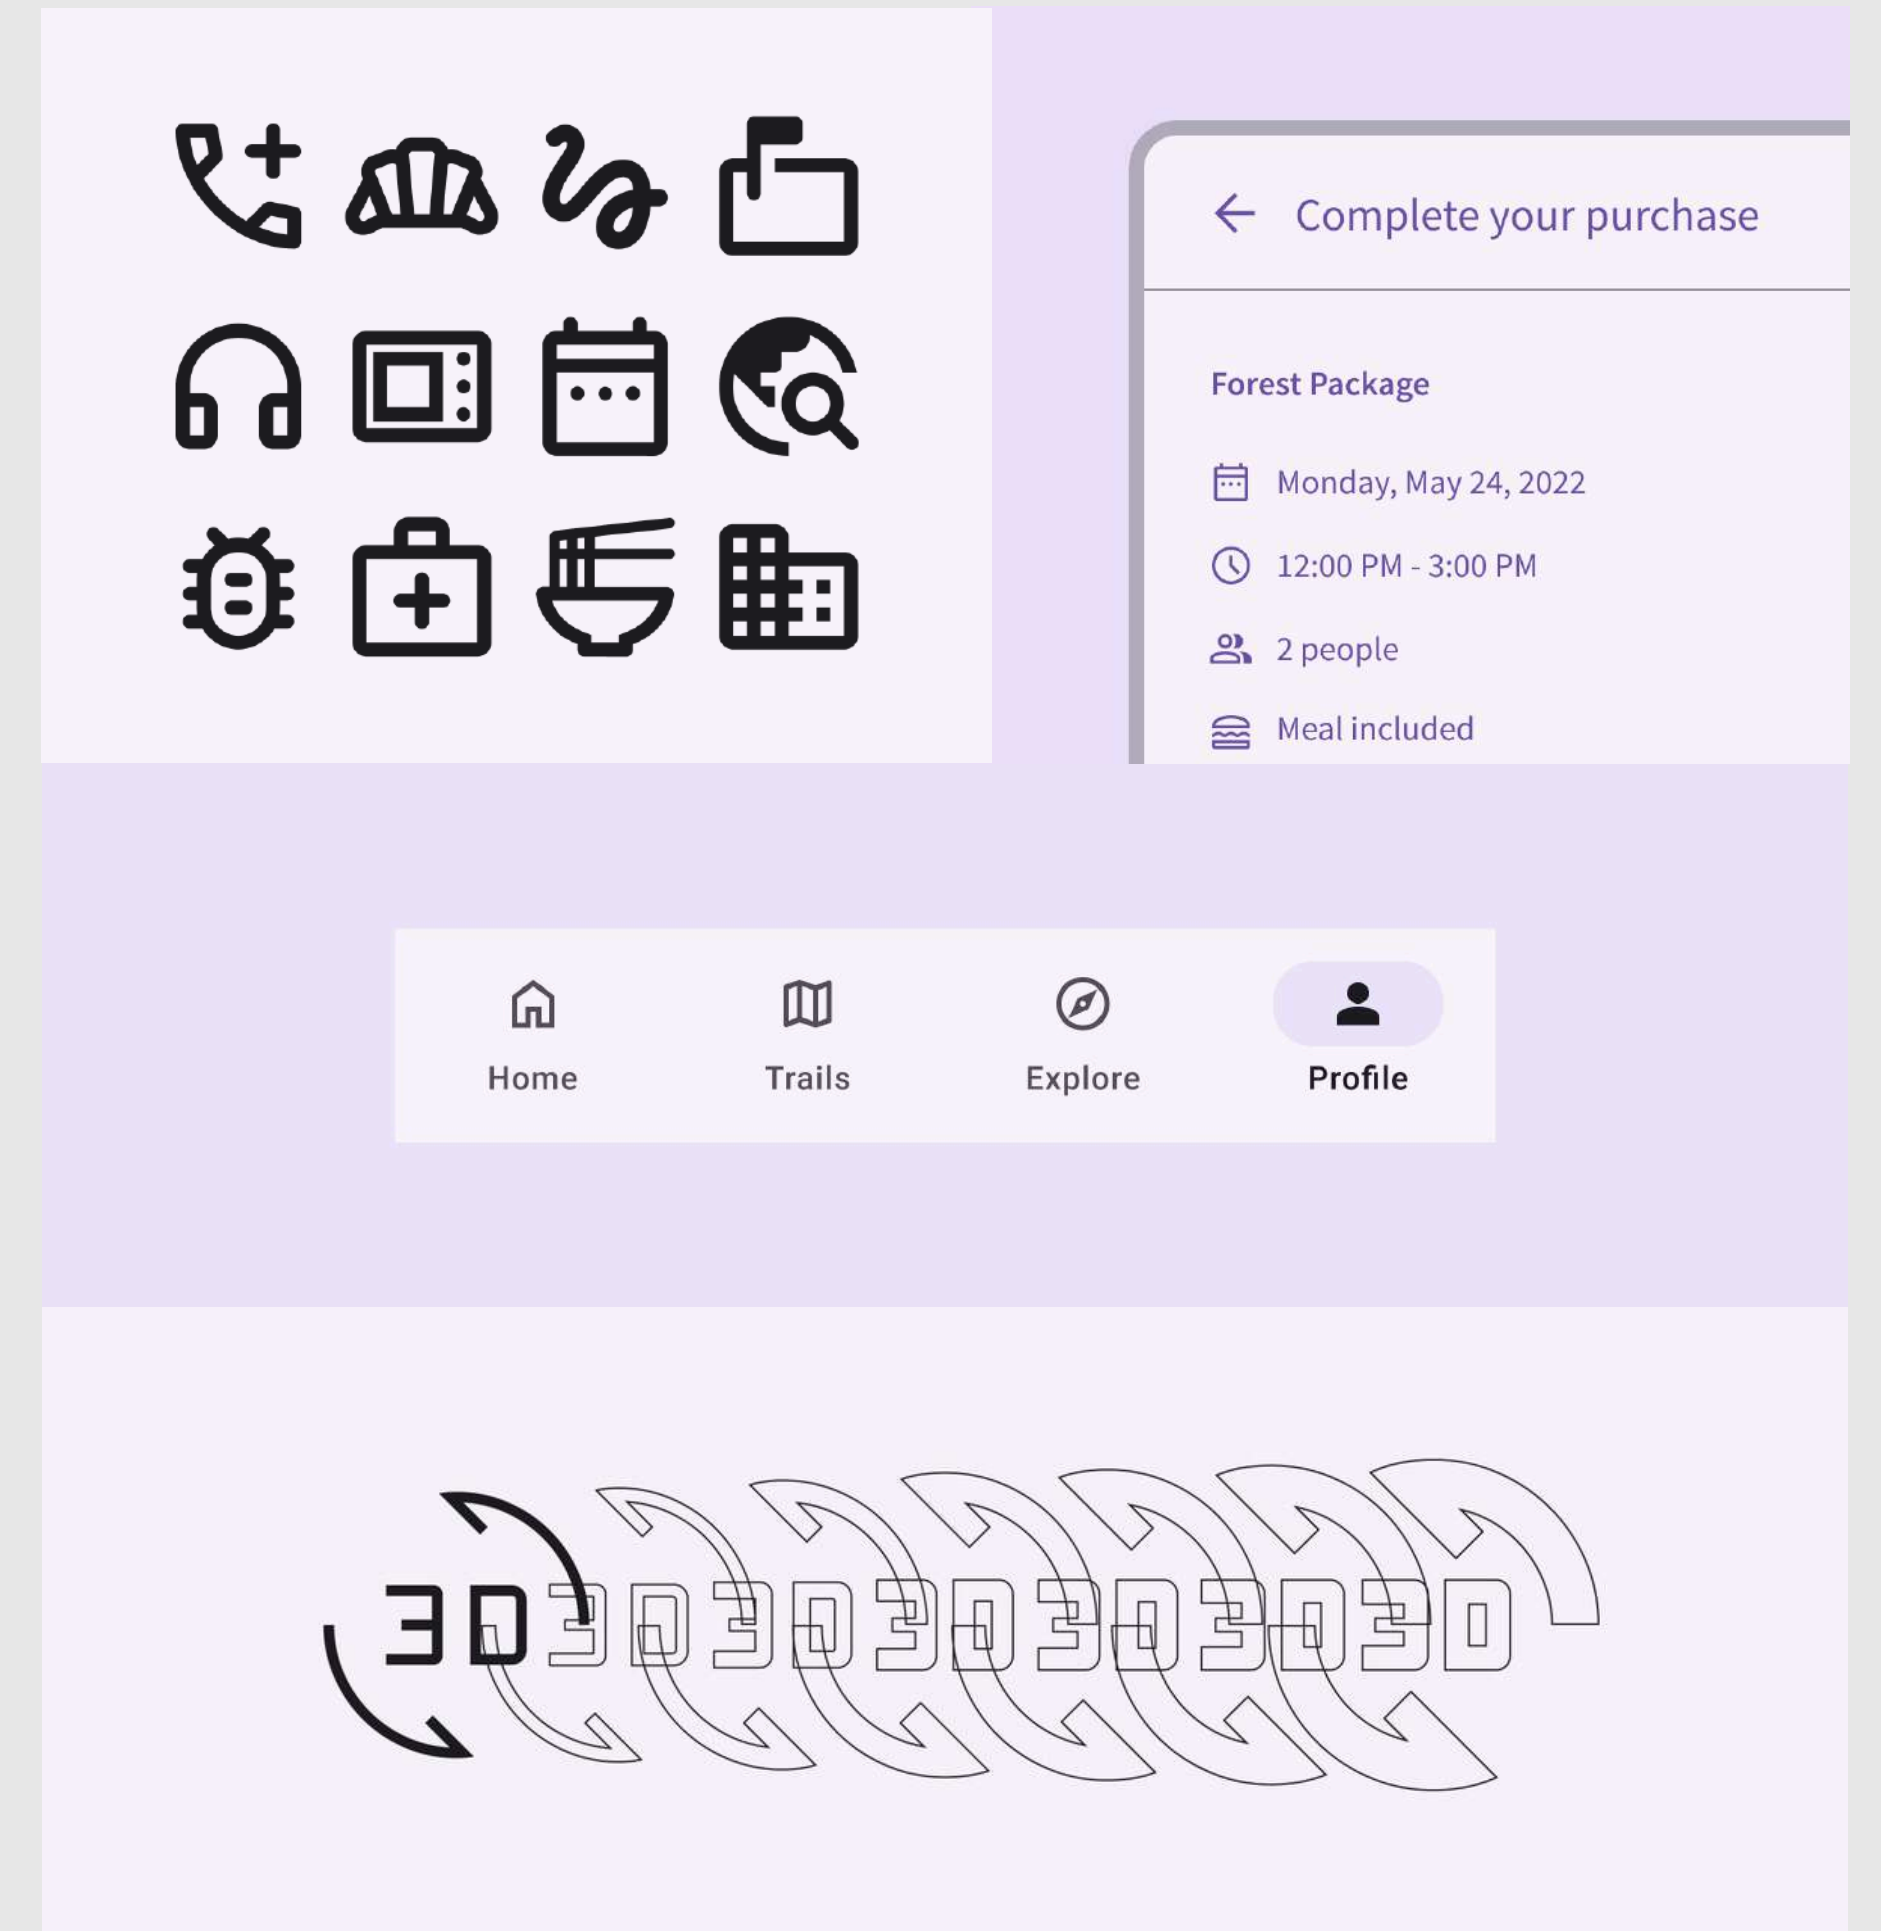 Complete your purchase
Forest Package
Monday, May 24, 2022
12:00 PM - 3:00 PM
2 people
Meal included
Home
Trails
Explore
Profile
3D 3D 3D 3D 3D 3D 3D